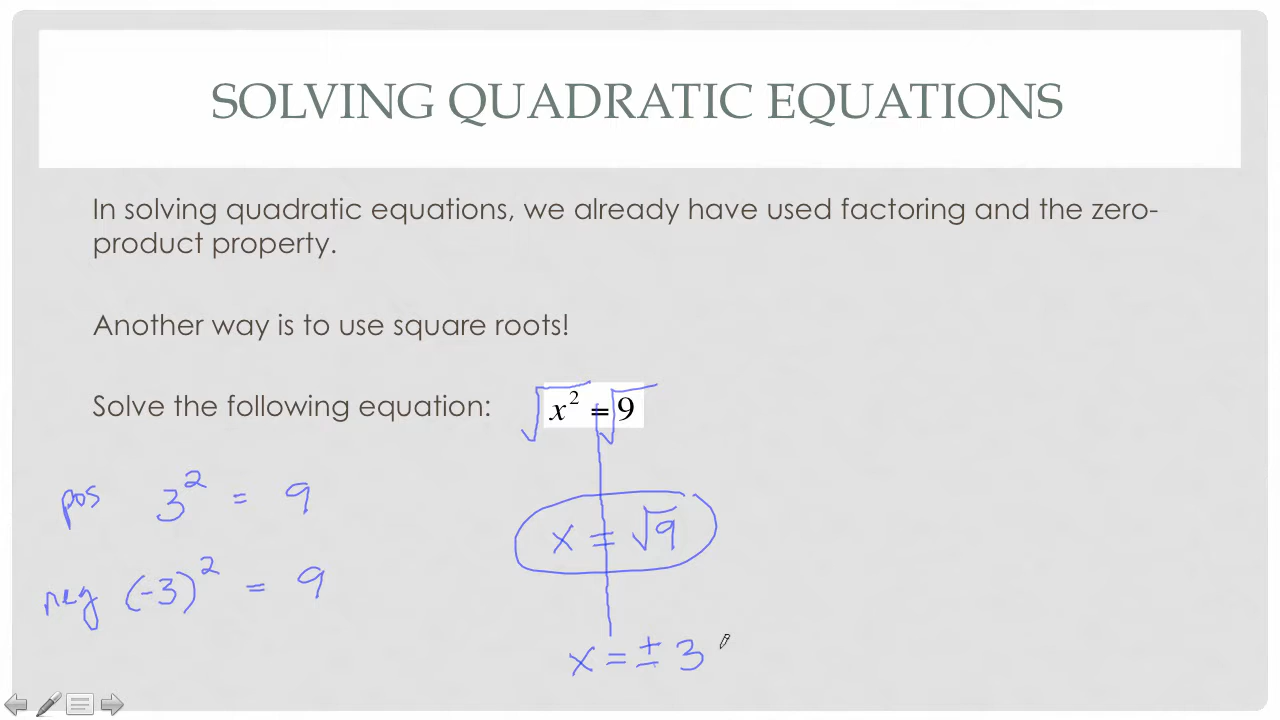 SOLVING QUADRATIC EQUATIONS
In solving quadratic equations, we already have used factoring and the zero-
product property.
Another way is to use square roots!
Solve the following equation: √x² = √9
pos 3² = 9
neg (-3)² = 9
x = √9
x = ± 3